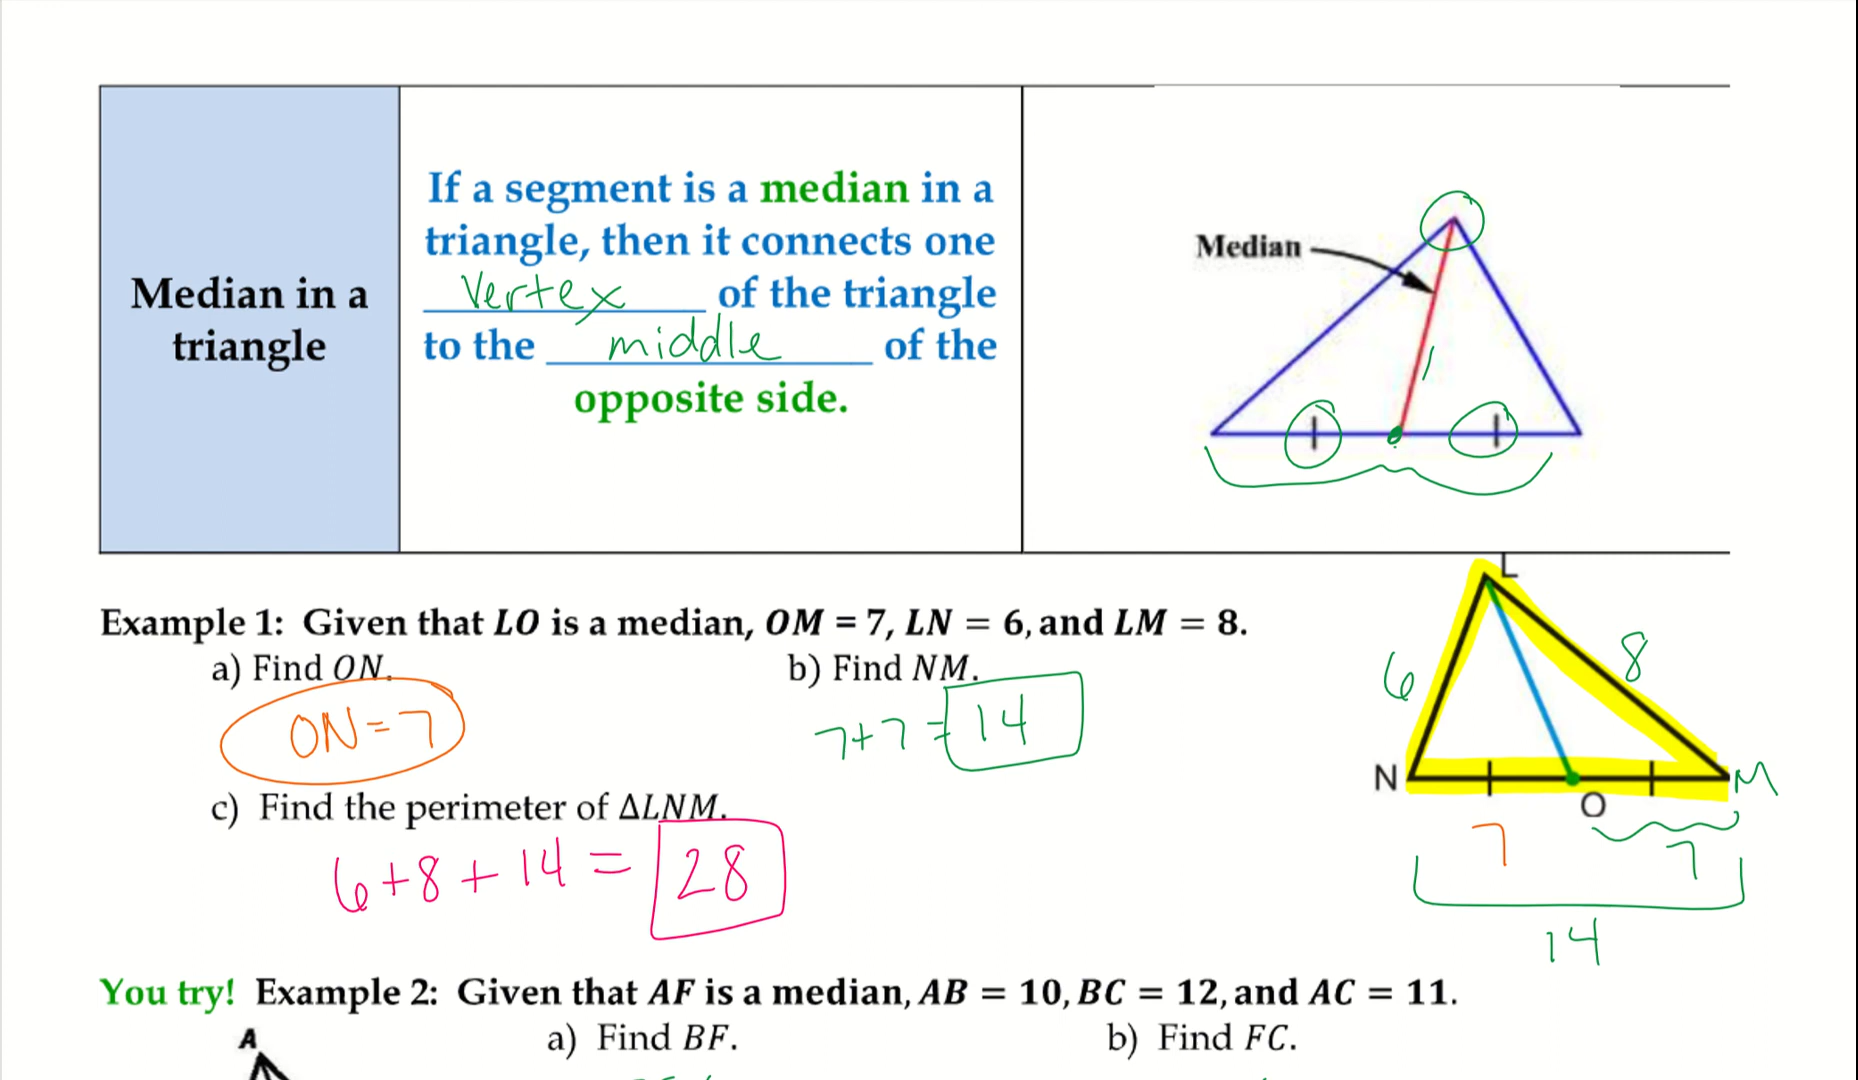 Median in a
triangle
If a segment is a median in a
triangle, then it connects one
vertex of the triangle
to the middle of the
opposite side.
Median
Example 1: Given that LO is a median, OM = 7, LN = 6, and LM = 8.
a) Find ON.
b) Find NM.
ON = 7
7+7 = 14
c) Find the perimeter of ΔLNM.
6+8+14 = 28
L
6
8
N
O
M
7
7
14
You try! Example 2: Given that AF is a median, AB = 10, BC = 12, and AC = 11.
A
a) Find BF.
b) Find FC.